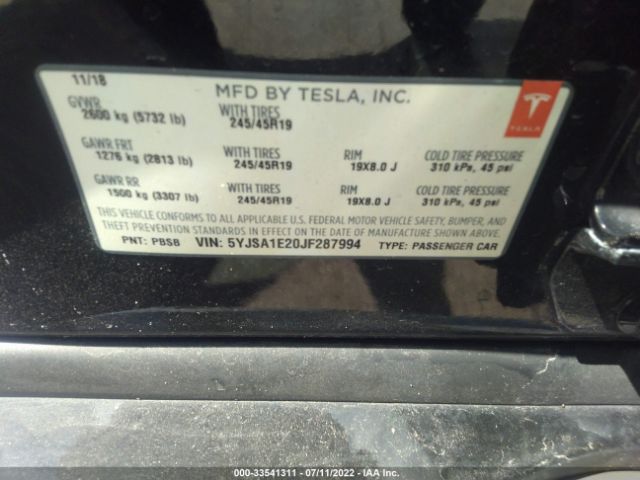 11/18
MFD BY TESLA, INC.
GVWR
2600 kg (5732 lb)
WITH TIRES
245/45R19
GAWR FRT
1276 kg (2813 lb)
WITH TIRES
245/45R19
RIM
19X8.0 J
COLD TIRE PRESSURE
310 kPa, 45 psi
GAWR RR
1500 kg (3307 lb)
WITH TIRES
245/45R19
RIM
19X8.0 J
COLD TIRE PRESSURE
310 kPa, 45 psi
THIS VEHICLE CONFORMS TO ALL APPLICABLE U.S. FEDERAL MOTOR VEHICLE SAFETY, BUMPER, AND
THEFT PREVENTION STANDARDS IN EFFECT ON THE DATE OF MANUFACTURE SHOWN ABOVE.
PNT: PBSB VIN: 5YJSA1E20JF287994 TYPE: PASSENGER CAR
TESLA
000-33541311 - 07/11/2022 - IAA Inc.